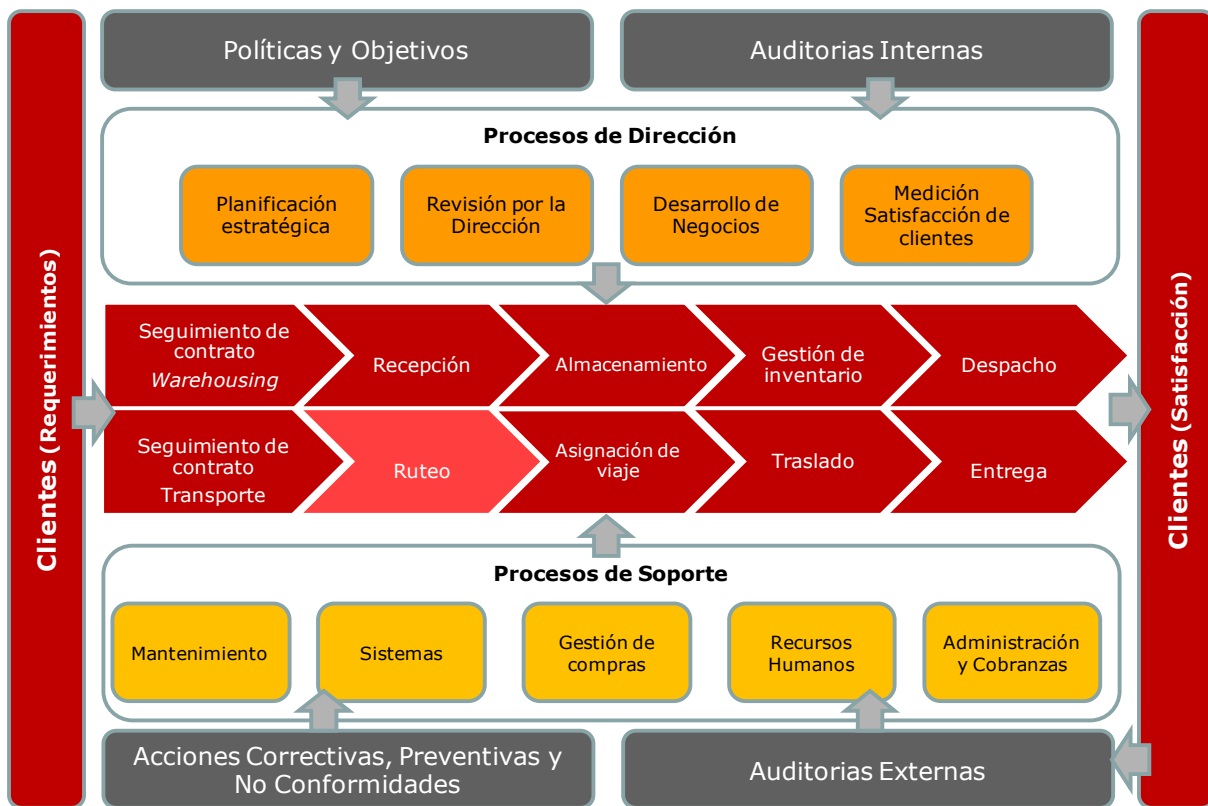 Políticas y Objetivos
Auditorias Internas
Clientes (Requerimientos)
Procesos de Dirección
Planificación
estratégica
Revisión por la
Dirección
Desarrollo de
Negocios
Medición
Satisfacción de
clientes
Seguimiento de
contrato
Warehousing
Recepción
Almacenamiento
Gestión de
inventario
Despacho
Seguimiento de
contrato
Transporte
Ruteo
Asignación de
viaje
Traslado
Entrega
Procesos de Soporte
Mantenimiento
Sistemas
Gestión de
compras
Recursos
Humanos
Administración
y Cobranzas
Acciones Correctivas, Preventivas y
No Conformidades
Auditorias Externas
Clientes (Satisfacción)